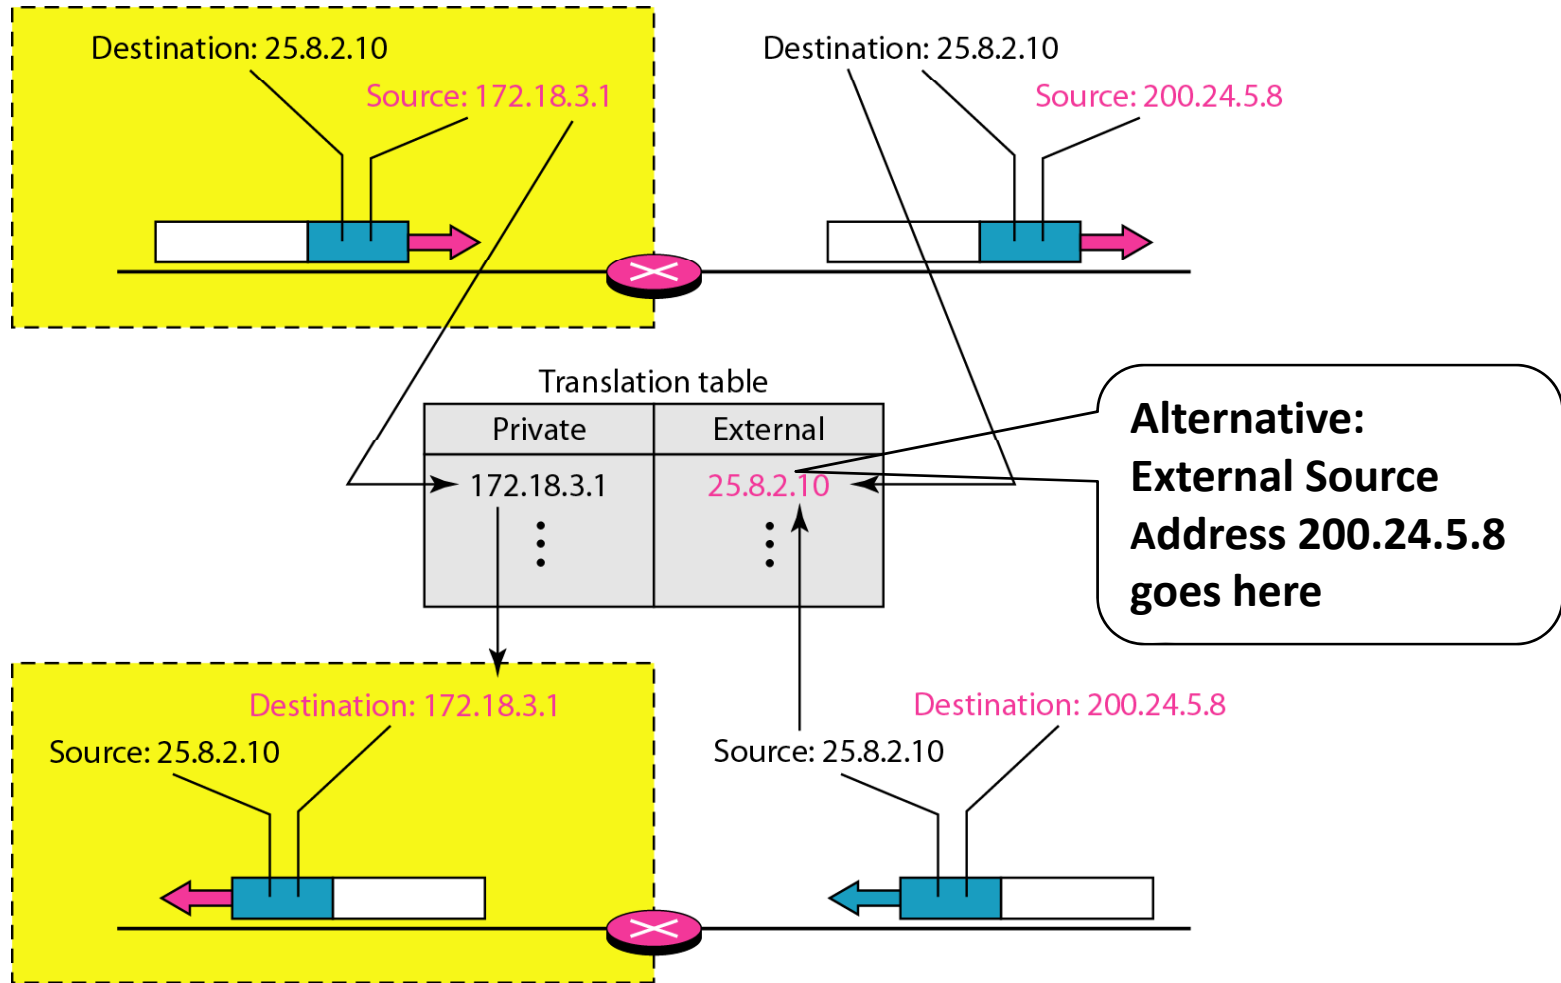 Destination: 25.8.2.10
Source: 172.18.3.1
Destination: 25.8.2.10
Source: 200.24.5.8
Translation table
Private
External
172.18.3.1
25.8.2.10
Alternative:
External Source
Address 200.24.5.8
goes here
Destination: 172.18.3.1
Source: 25.8.2.10
Destination: 200.24.5.8
Source: 25.8.2.10